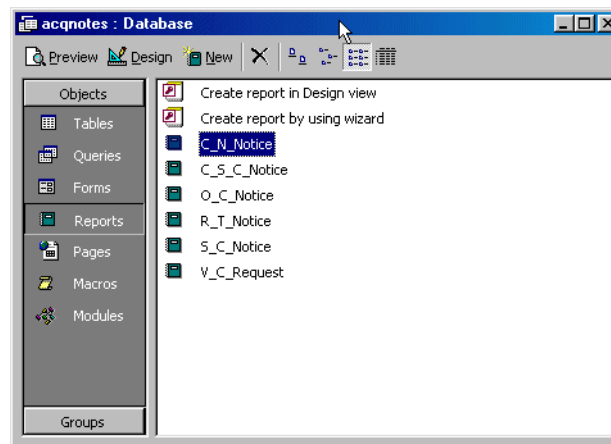 acqnotes : Database
Preview Design New
Objects
Tables
Queries
Forms
Reports
Pages
Macros
Modules
Groups
Create report in Design view
Create report by using wizard
C_N_Notice
C_S_C_Notice
O_C_Notice
R_T_Notice
S_C_Notice
V_C_Request